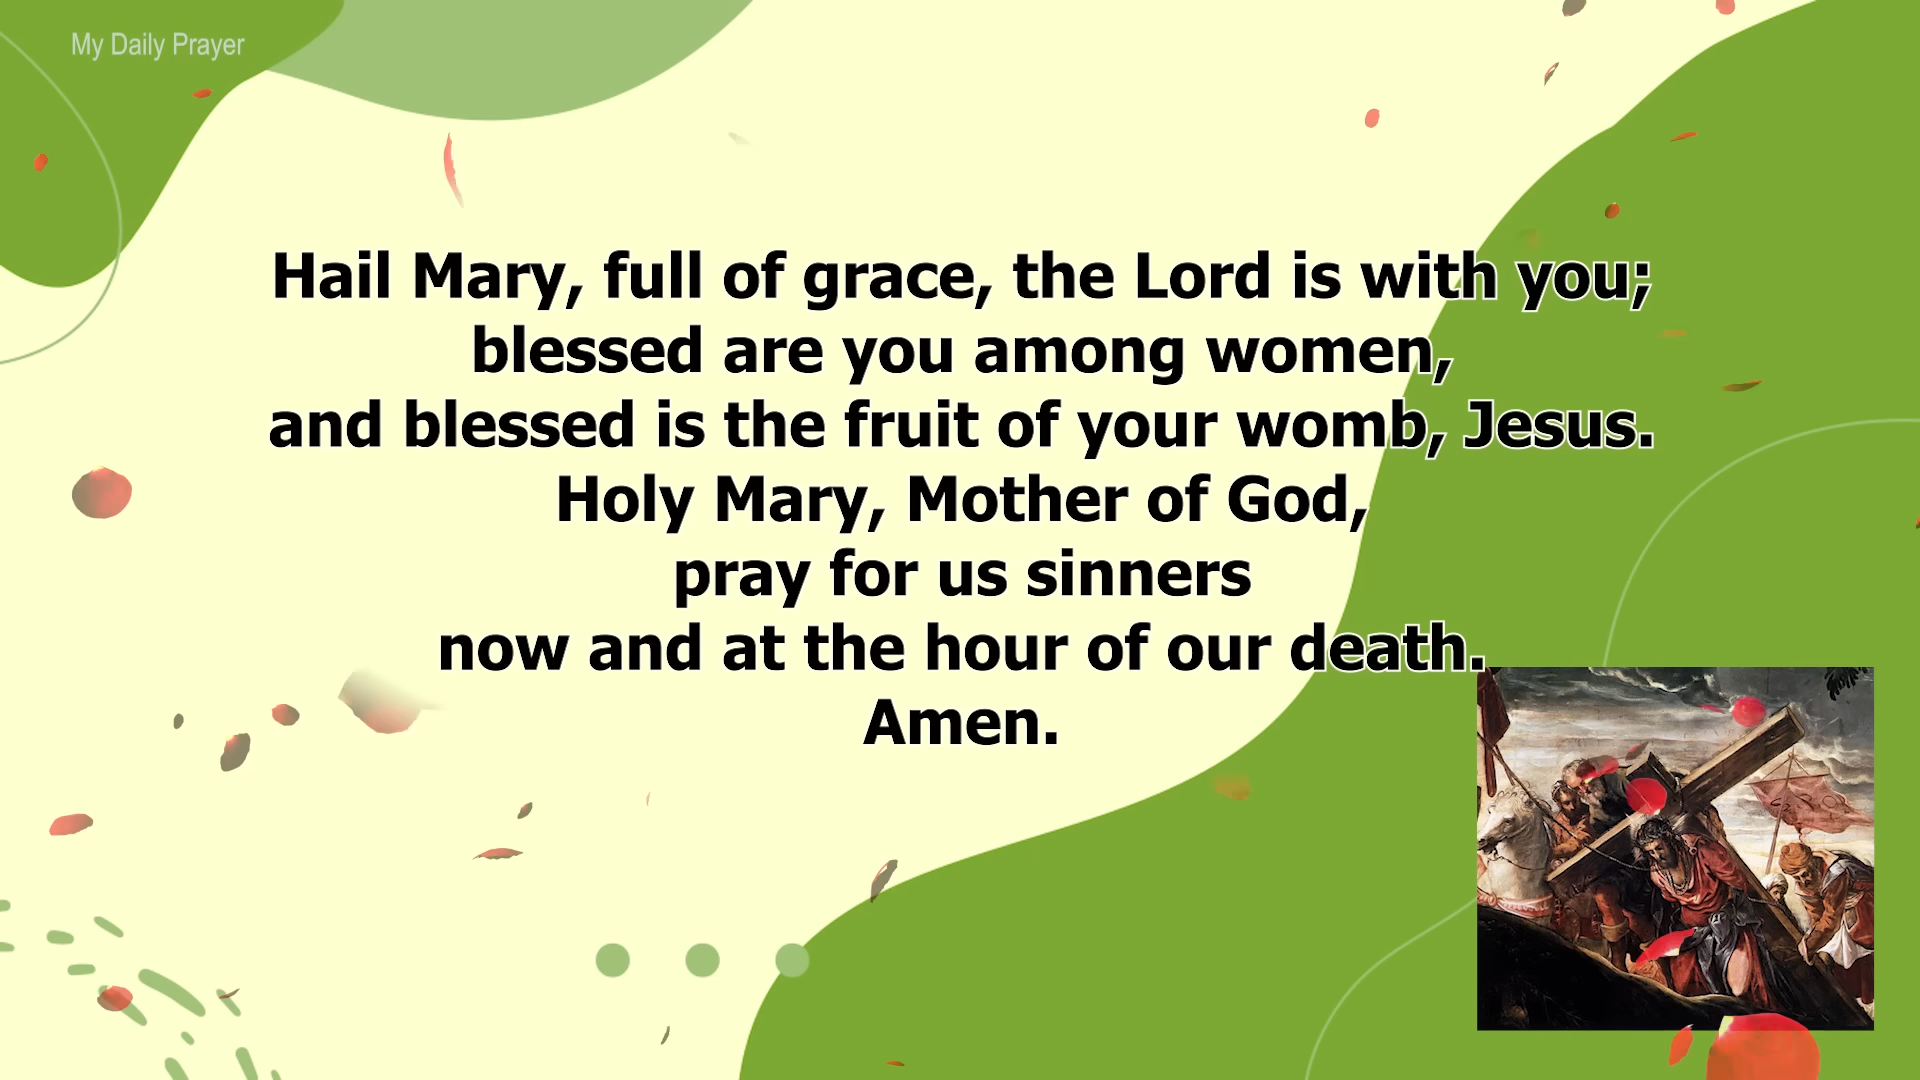 My Daily Prayer
Hail Mary, full of grace, the Lord is with you;
blessed are you among women,
and blessed is the fruit of your womb, Jesus.
Holy Mary, Mother of God,
pray for us sinners
now and at the hour of our death.
Amen.